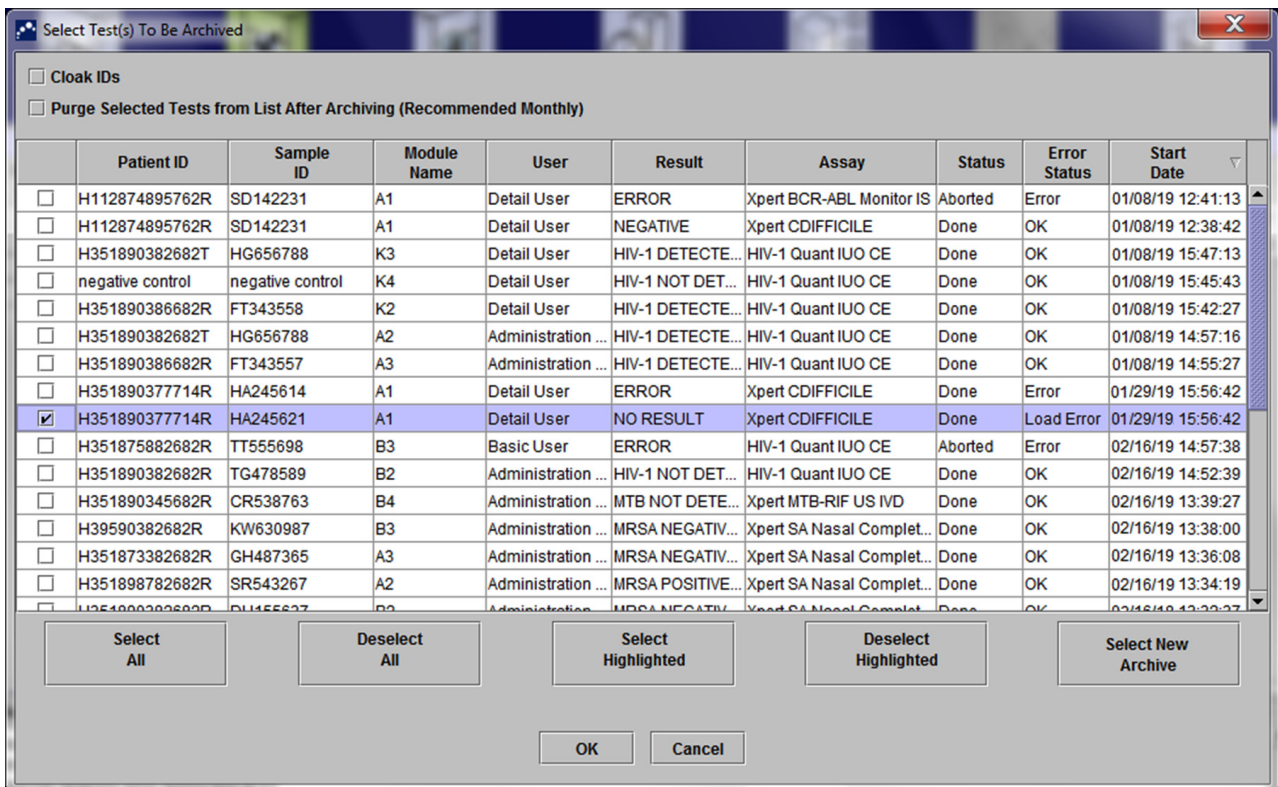 Select Test(s) To Be Archived
X
Cloak IDs
Purge Selected Tests from List After Archiving (Recommended Monthly)
Patient ID Sample ID Module Name User Result Assay Status Error Status Start Date
H112874895762R SD142231 A1 Detail User ERROR Xpert BCR-ABL Monitor IS Aborted Error 01/08/19 12:41:13
H112874895762R SD142231 A1 Detail User NEGATIVE Xpert CDIFFICILE Done OK 01/08/19 12:38:42
H351890382682T HG656788 K3 Detail User HIV-1 DETECTE... HIV-1 Quant IUO CE Done OK 01/08/19 15:47:13
negative control negative control K4 Detail User HIV-1 NOT DET... HIV-1 Quant IUO CE Done OK 01/08/19 15:45:43
H351890386682R FT343558 K2 Detail User HIV-1 DETECTE... HIV-1 Quant IUO CE Done OK 01/08/19 15:42:27
H351890382682T HG656788 A2 Administration ... HIV-1 DETECTE... HIV-1 Quant IUO CE Done OK 01/08/19 14:57:16
H351890386682R FT343557 A3 Administration ... HIV-1 DETECTE... HIV-1 Quant IUO CE Done OK 01/08/19 14:55:27
H351890377714R HA245614 A1 Detail User ERROR Xpert CDIFFICILE Done Error 01/29/19 15:56:42
H351890377714R HA245621 A1 Detail User NO RESULT Xpert CDIFFICILE Done Load Error 01/29/19 15:56:42
H351875882682R TT555698 B3 Basic User ERROR HIV-1 Quant IUO CE Aborted Error 02/16/19 14:57:38
H351890382682R TG478589 B2 Administration ... HIV-1 NOT DET... HIV-1 Quant IUO CE Done OK 02/16/19 14:52:39
H351890345682R CR538763 B4 Administration ... MTB NOT DETE... Xpert MTB-RIF US IVD Done OK 02/16/19 13:39:27
H39590382682R KW630987 B3 Administration ... MRSA NEGATIV... Xpert SA Nasal Complet... Done OK 02/16/19 13:38:00
H351873382682R GH487365 A3 Administration ... MRSA NEGATIV... Xpert SA Nasal Complet... Done OK 02/16/19 13:36:08
H351898782682R SR543267 A2 Administration ... MRSA POSITIVE... Xpert SA Nasal Complet... Done OK 02/16/19 13:34:19
Select All Deselect All Select Highlighted Deselect Highlighted Select New Archive
OK Cancel